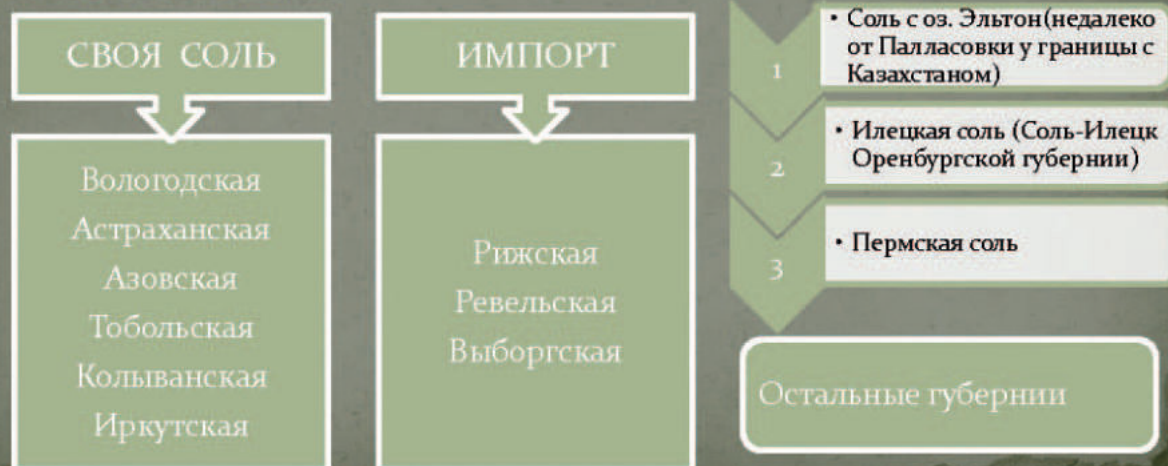 СВОЯ СОЛЬ
Вологодская
Астраханская
Азовская
Тобольская
Колыванская
Иркутская
ИМПОРТ
Рижская
Ревельская
Выборгская
1
• Соль с оз. Эльтон(недалеко
от Палласовки у границы с
Казахстаном)
2
• Илецкая соль (Соль-Илецк
Оренбургской губернии)
3
• Пермская соль
Остальные губернии